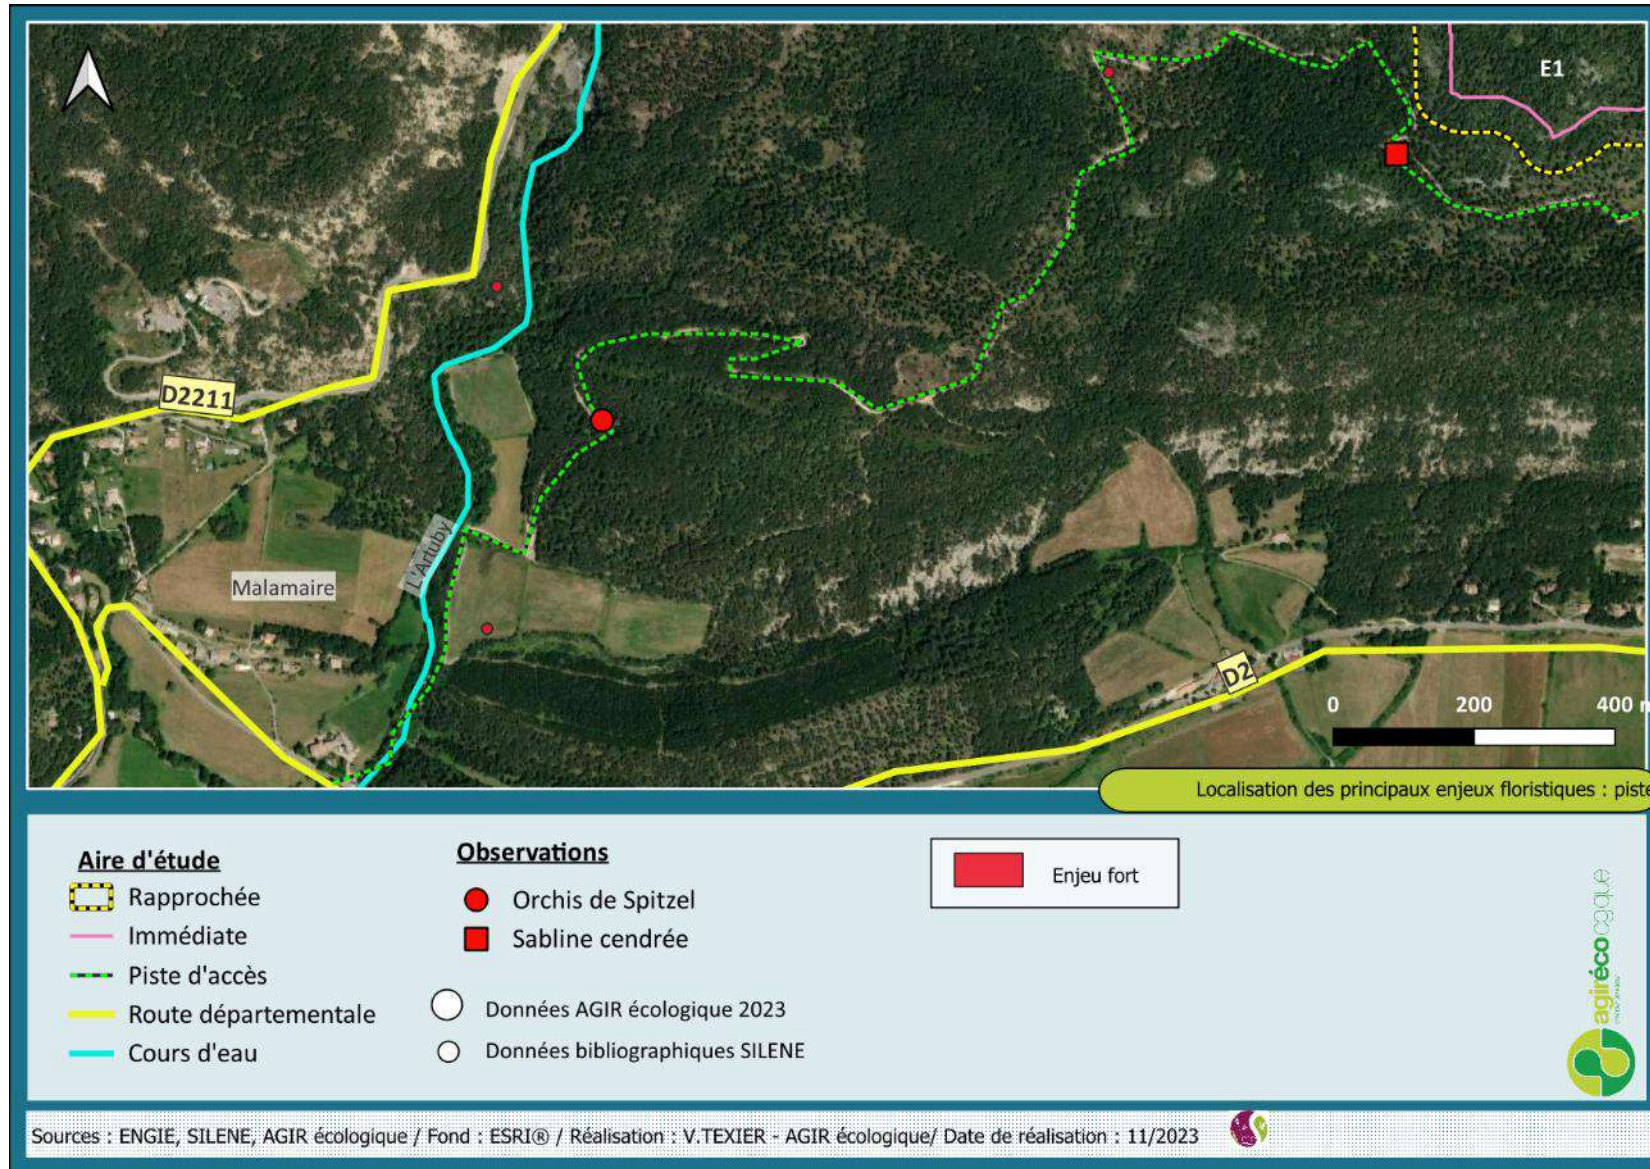 E1
D2211
L'Artuby
Malamaire
D2
0 200 400 m
Localisation des principaux enjeux floristiques : piste
Aire d'étude
Rapprochée
Immédiate
Piste d'accès
Route départementale
Cours d'eau
Observations
Orchis de Spitzel
Sabline cendrée
Données AGIR écologique 2023
Données bibliographiques SILENE
Enjeu fort
agiréco
Sources : ENGIE, SILENE, AGIR écologique / Fond : ESRI® / Réalisation : V.TEXIER - AGIR écologique/ Date de réalisation : 11/2023